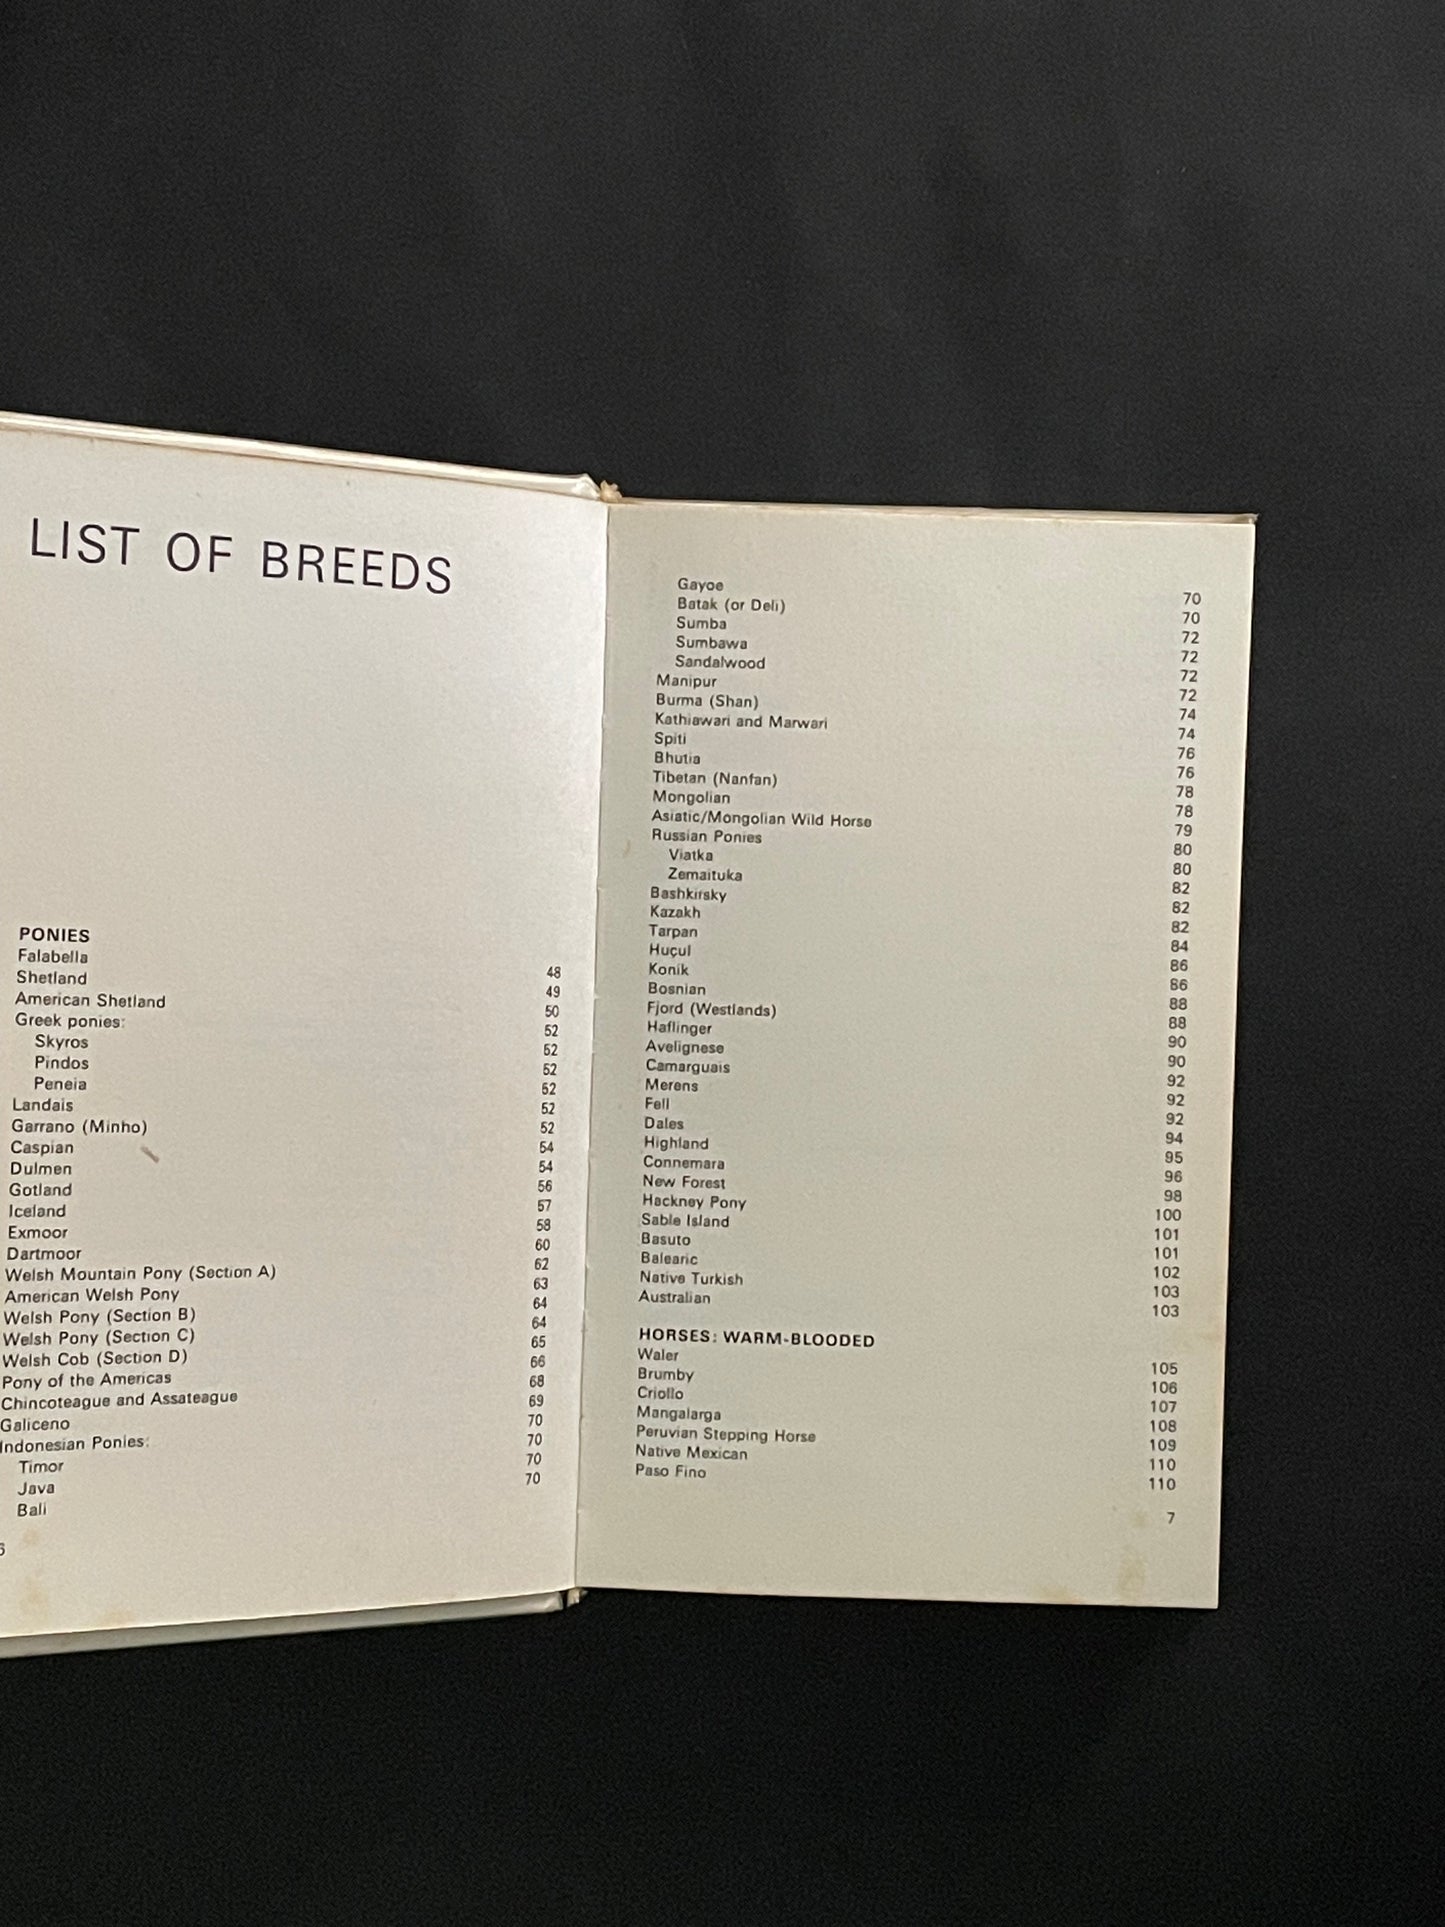 LIST OF BREEDS
PONIES
Falabella 48
Shetland 49
American Shetland 50
Greek ponies: 52
Skyros 52
Pindos 52
Peneia 52
Landais 52
Garrano (Minho) 52
Caspian 54
Dulmen 54
Gotland 56
Iceland 57
Exmoor 58
Dartmoor 60
Welsh Mountain Pony (Section A) 62
American Welsh Pony 63
Welsh Pony (Section B) 64
Welsh Pony (Section C) 64
Welsh Cob (Section D) 65
Pony of the Americas 66
Chincoteague and Assateague 68
Galiceno 69
Indonesian Ponies: 70
Timor 70
Java 70
Bali 70
6
Gayoe 70
Batak (or Deli) 70
Sumba 72
Sumbawa 72
Sandalwood 72
Manipur 72
Burma (Shan) 74
Kathiawari and Marwari 74
Spiti 76
Bhutia 76
Tibetan (Nanfan) 78
Mongolian 78
Asiatic/Mongolian Wild Horse 79
Russian Ponies 80
Viatka 80
Zemaituka 82
Bashkirsky 82
Kazakh 82
Tarpan 84
Huçul 86
Konik 86
Bosnian 88
Fjord (Westlands) 88
Haflinger 90
Avelignese 90
Camarguais 92
Merens 92
Fell 92
Dales 94
Highland 95
Connemara 96
New Forest 98
Hackney Pony 100
Sable Island 101
Basuto 101
Balearic 102
Native Turkish 103
Australian 103
HORSES: WARM-BLOODED
Waler 105
Brumby 106
Criollo 107
Mangalarga 108
Peruvian Stepping Horse 109
Native Mexican 110
Paso Fino 110
7